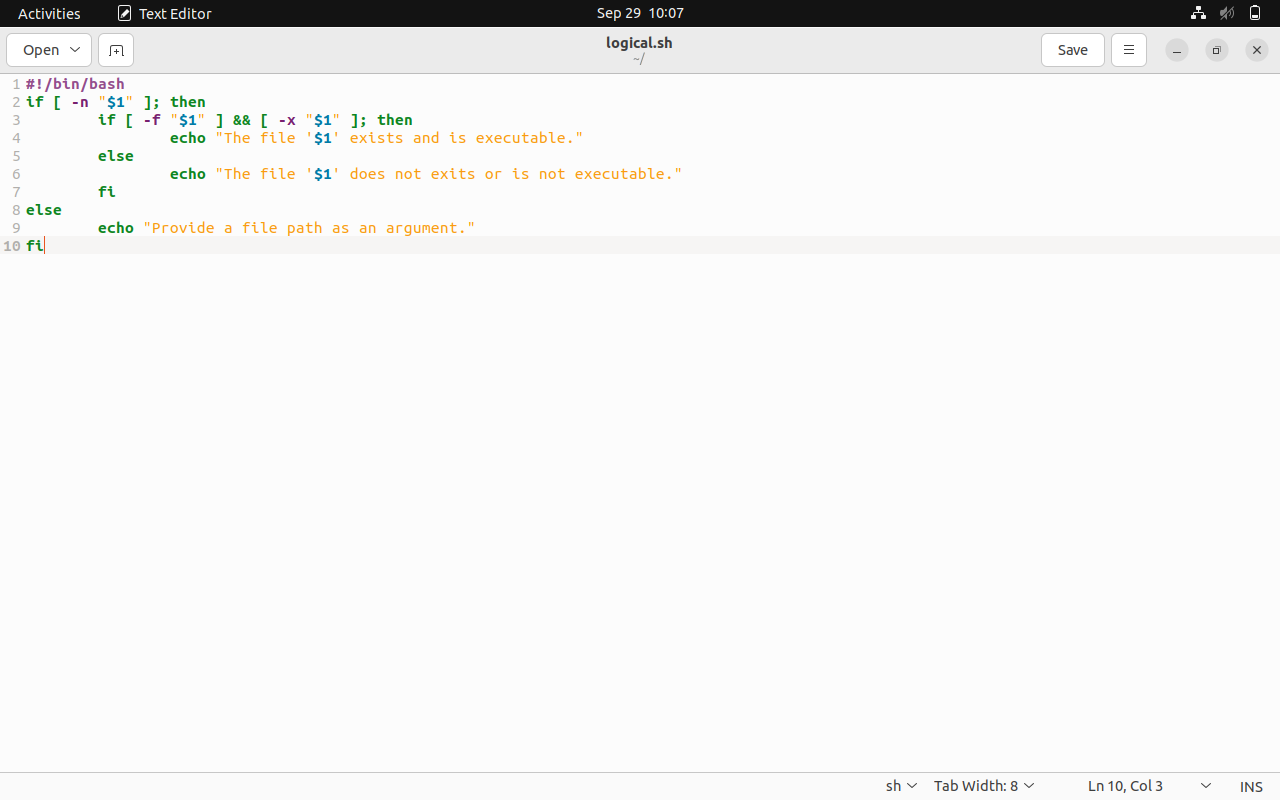 Activities Text Editor Sep 29 10:07
Open logical.sh Save
~/
1 #!/bin/bash
2 if [ -n "$1" ]; then
3 if [ -f "$1" ] && [ -x "$1" ]; then
4 echo "The file '$1' exists and is executable."
5 else
6 echo "The file '$1' does not exits or is not executable."
7 fi
8 else
9 echo "Provide a file path as an argument."
10 fi
sh Tab Width: 8 Ln 10, Col 3 INS